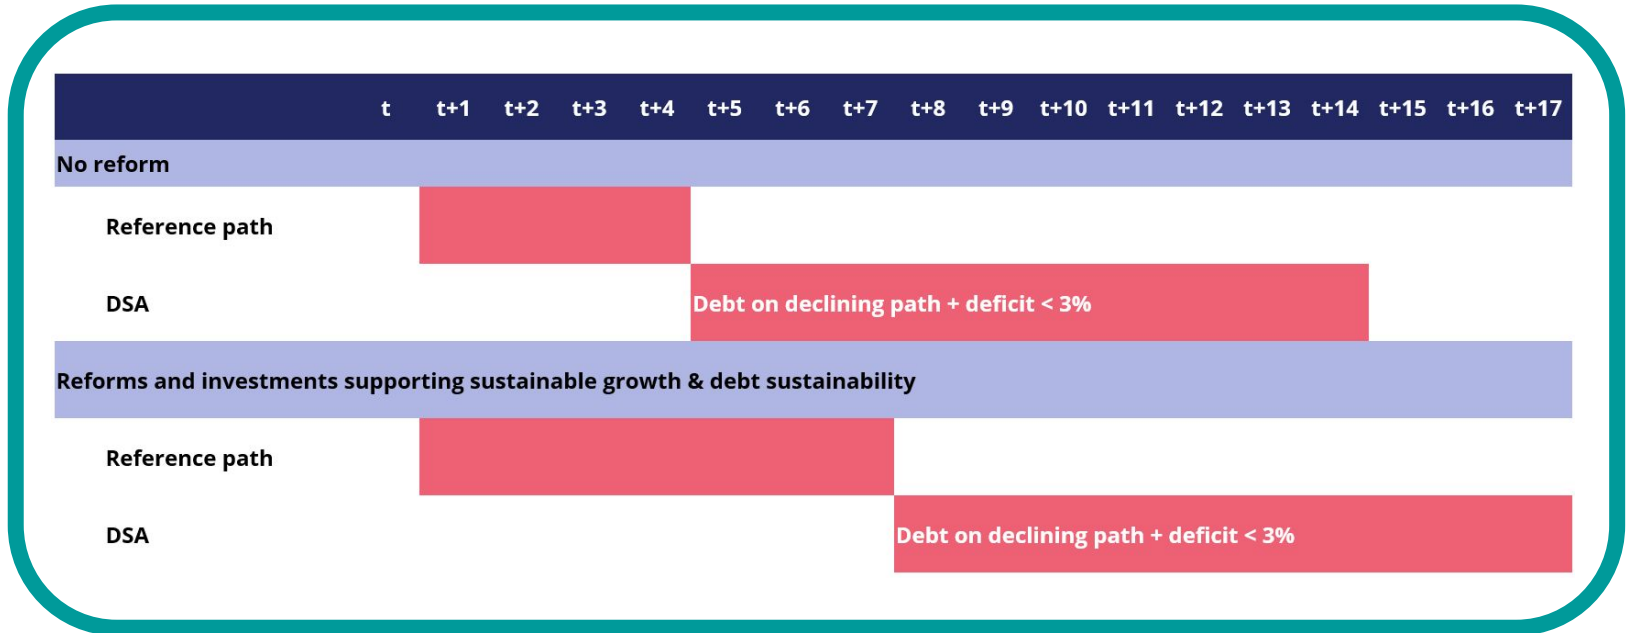 t t+1 t+2 t+3 t+4 t+5 t+6 t+7 t+8 t+9 t+10 t+11 t+12 t+13 t+14 t+15 t+16 t+17
No reform
Reference path
DSA Debt on declining path + deficit < 3%
Reforms and investments supporting sustainable growth & debt sustainability
Reference path
DSA Debt on declining path + deficit < 3%